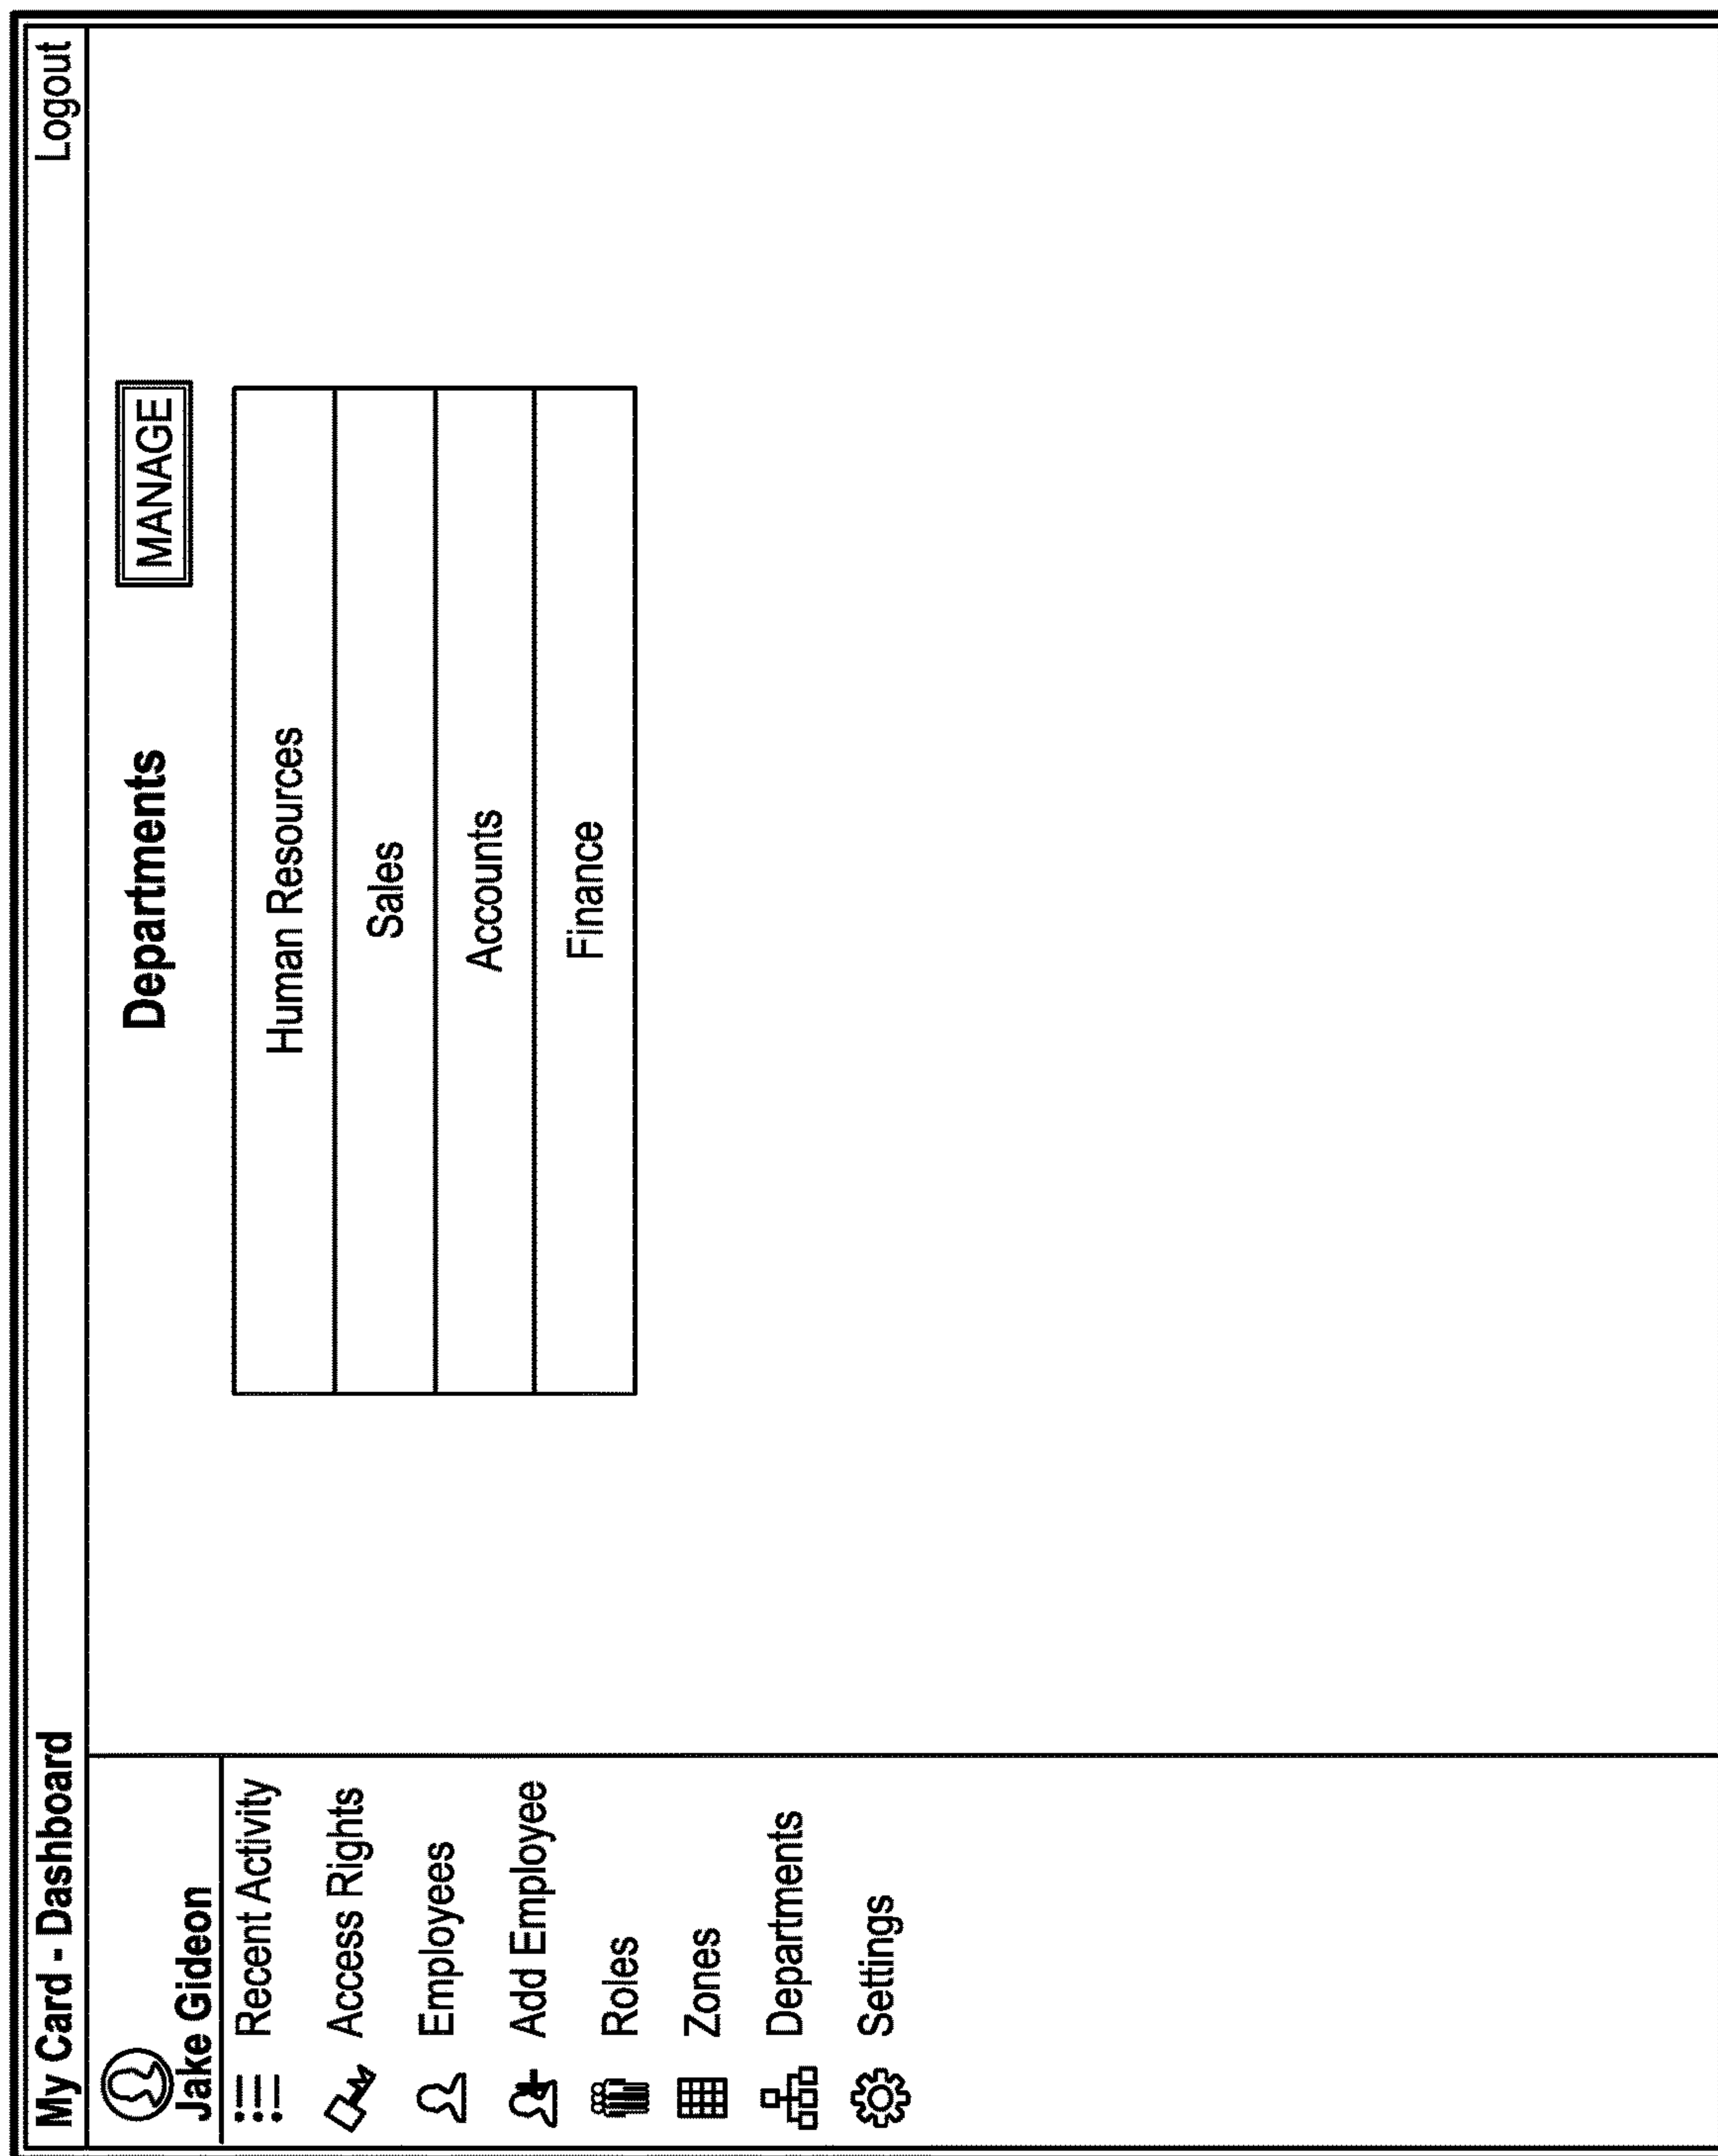 My Card - Dashboard
Logout
Jake Gideon
Recent Activity
Access Rights
Employees
Add Employee
Roles
Zones
Departments
Settings
Departments
MANAGE
Human Resources
Sales
Accounts
Finance